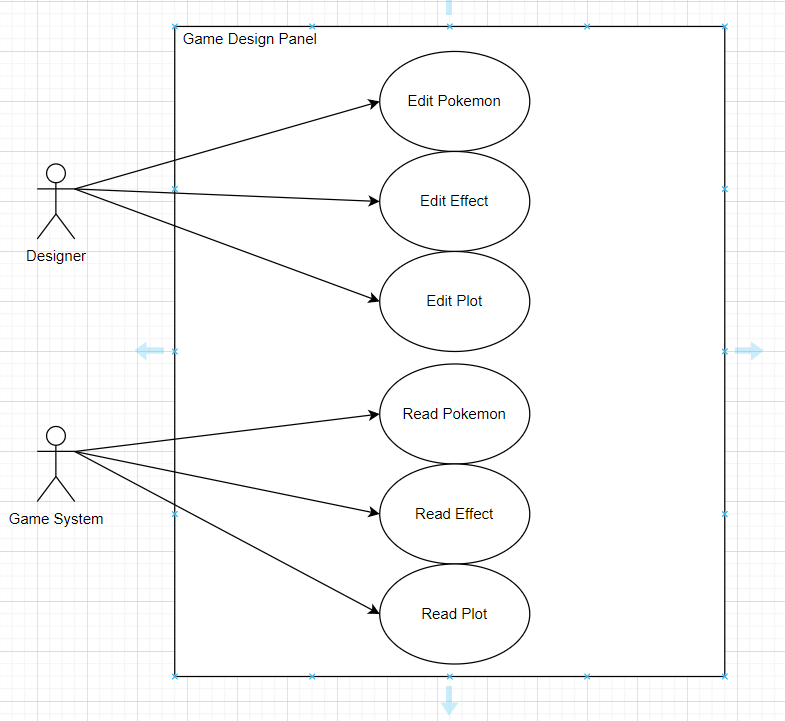 Game Design Panel
Edit Pokemon
Edit Effect
Designer
Edit Plot
Read Pokemon
Read Effect
Game System
Read Plot